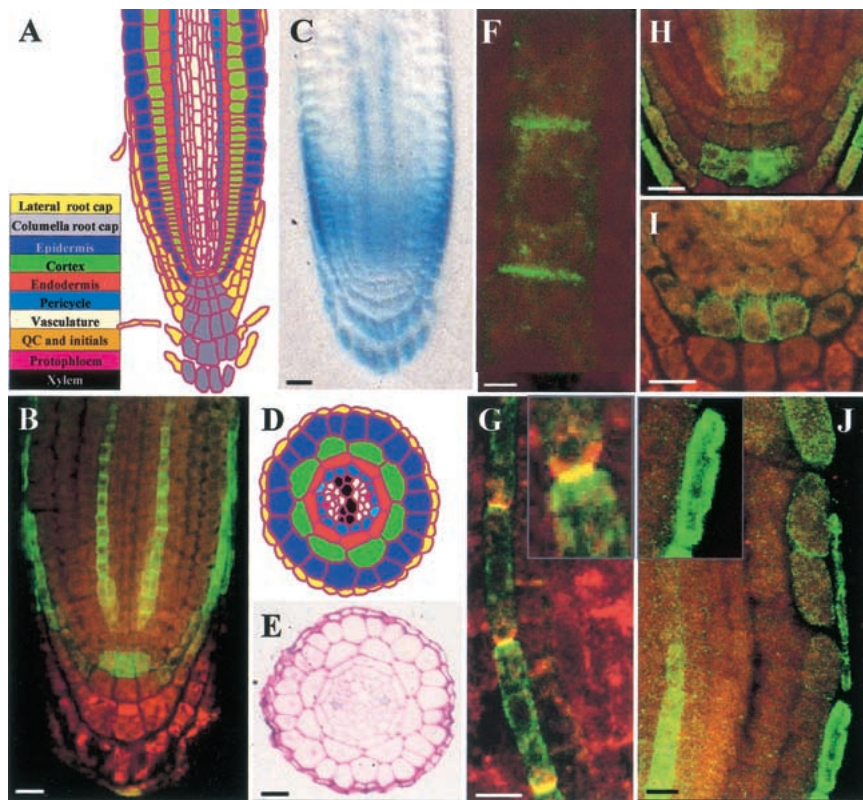 A
C
F
H
Lateral root cap
Columella root cap
Epidermis
Cortex
Endodermis
Pericycle
Vasculature
QC and initials
Protophloem
Xylem
I
B
D
G
J
E